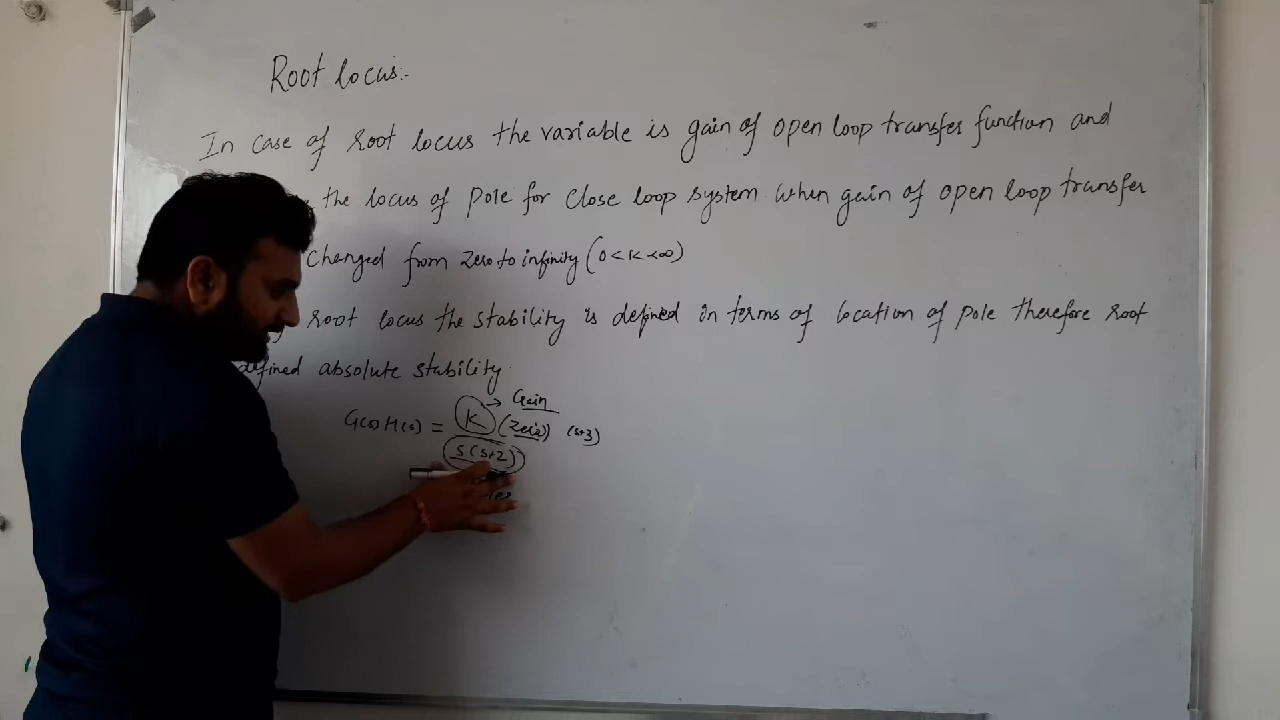 Root locus:-
In case of root locus the variable is gain of open loop transfer function and
the locus of pole for close loop system when gain of open loop transfer
changed from zero to infinity (0<K<∞)
root locus the stability is defined in terms of location of pole therefore root
defined absolute stability.
→ Gain
G(s)H(s) = K (Zeros) (s+3)
s(s+2)